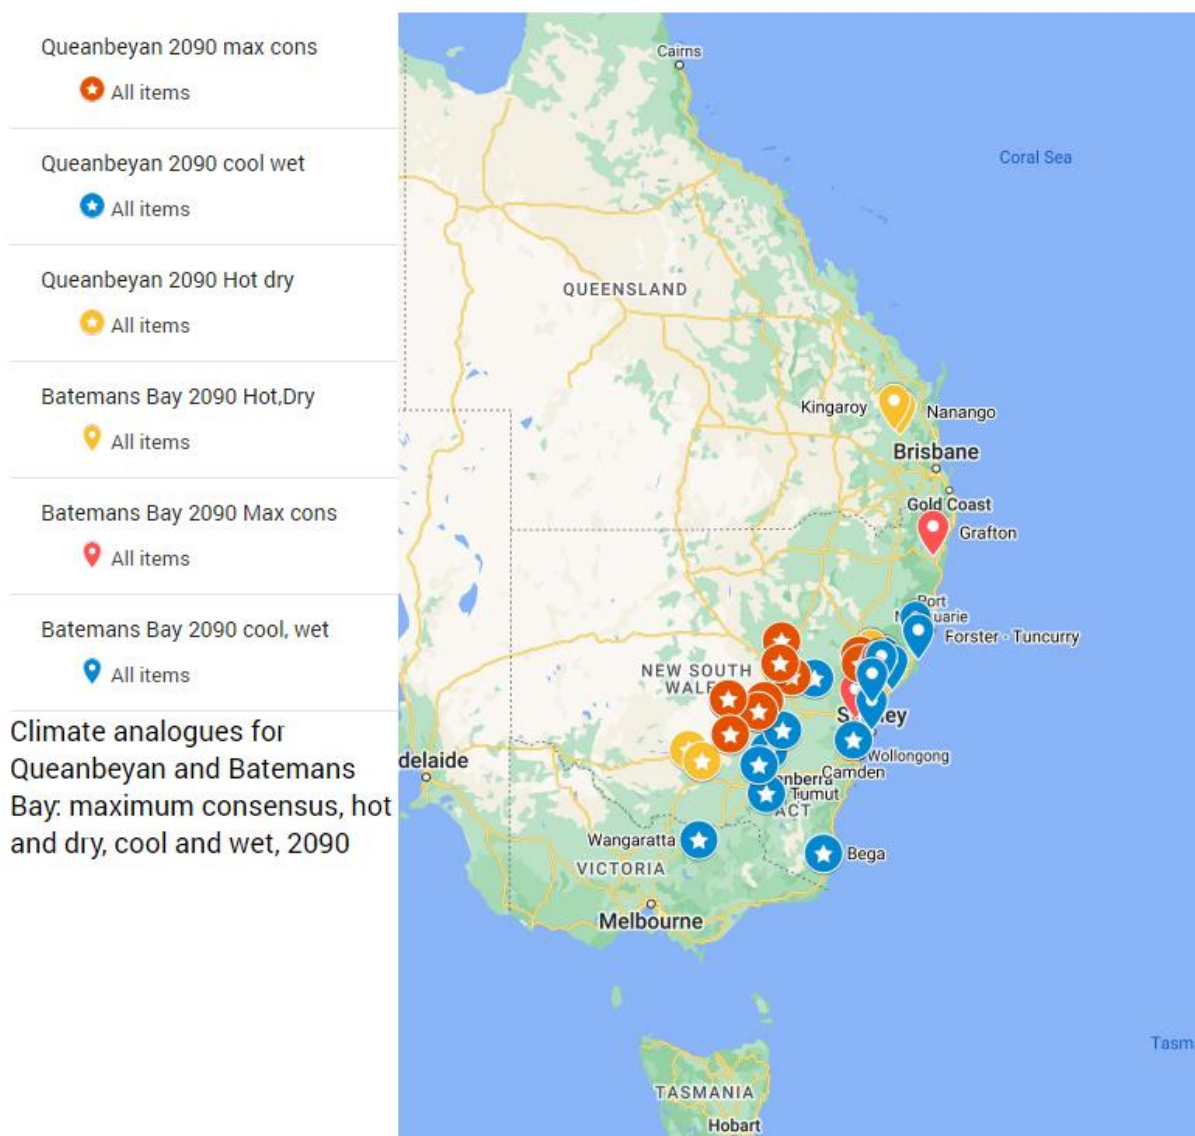 Queanbeyan 2090 max cons
All items
Queanbeyan 2090 cool wet
All items
Queanbeyan 2090 Hot dry
All items
Batemans Bay 2090 Hot,Dry
All items
Batemans Bay 2090 Max cons
All items
Batemans Bay 2090 cool, wet
All items
Climate analogues for
Queanbeyan and Batemans
Bay: maximum consensus, hot
and dry, cool and wet, 2090
Cairns
Coral Sea
QUEENSLAND
Kingaroy
Nanango
Brisbane
Gold Coast
Grafton
Port
Forster - Tuncurry
NEW SOUTH
Wollongong
delaide
Camden
Tumut
ACT
Wangaratta
Bega
VICTORIA
Melbourne
Tasm
TASMANIA
Hobart